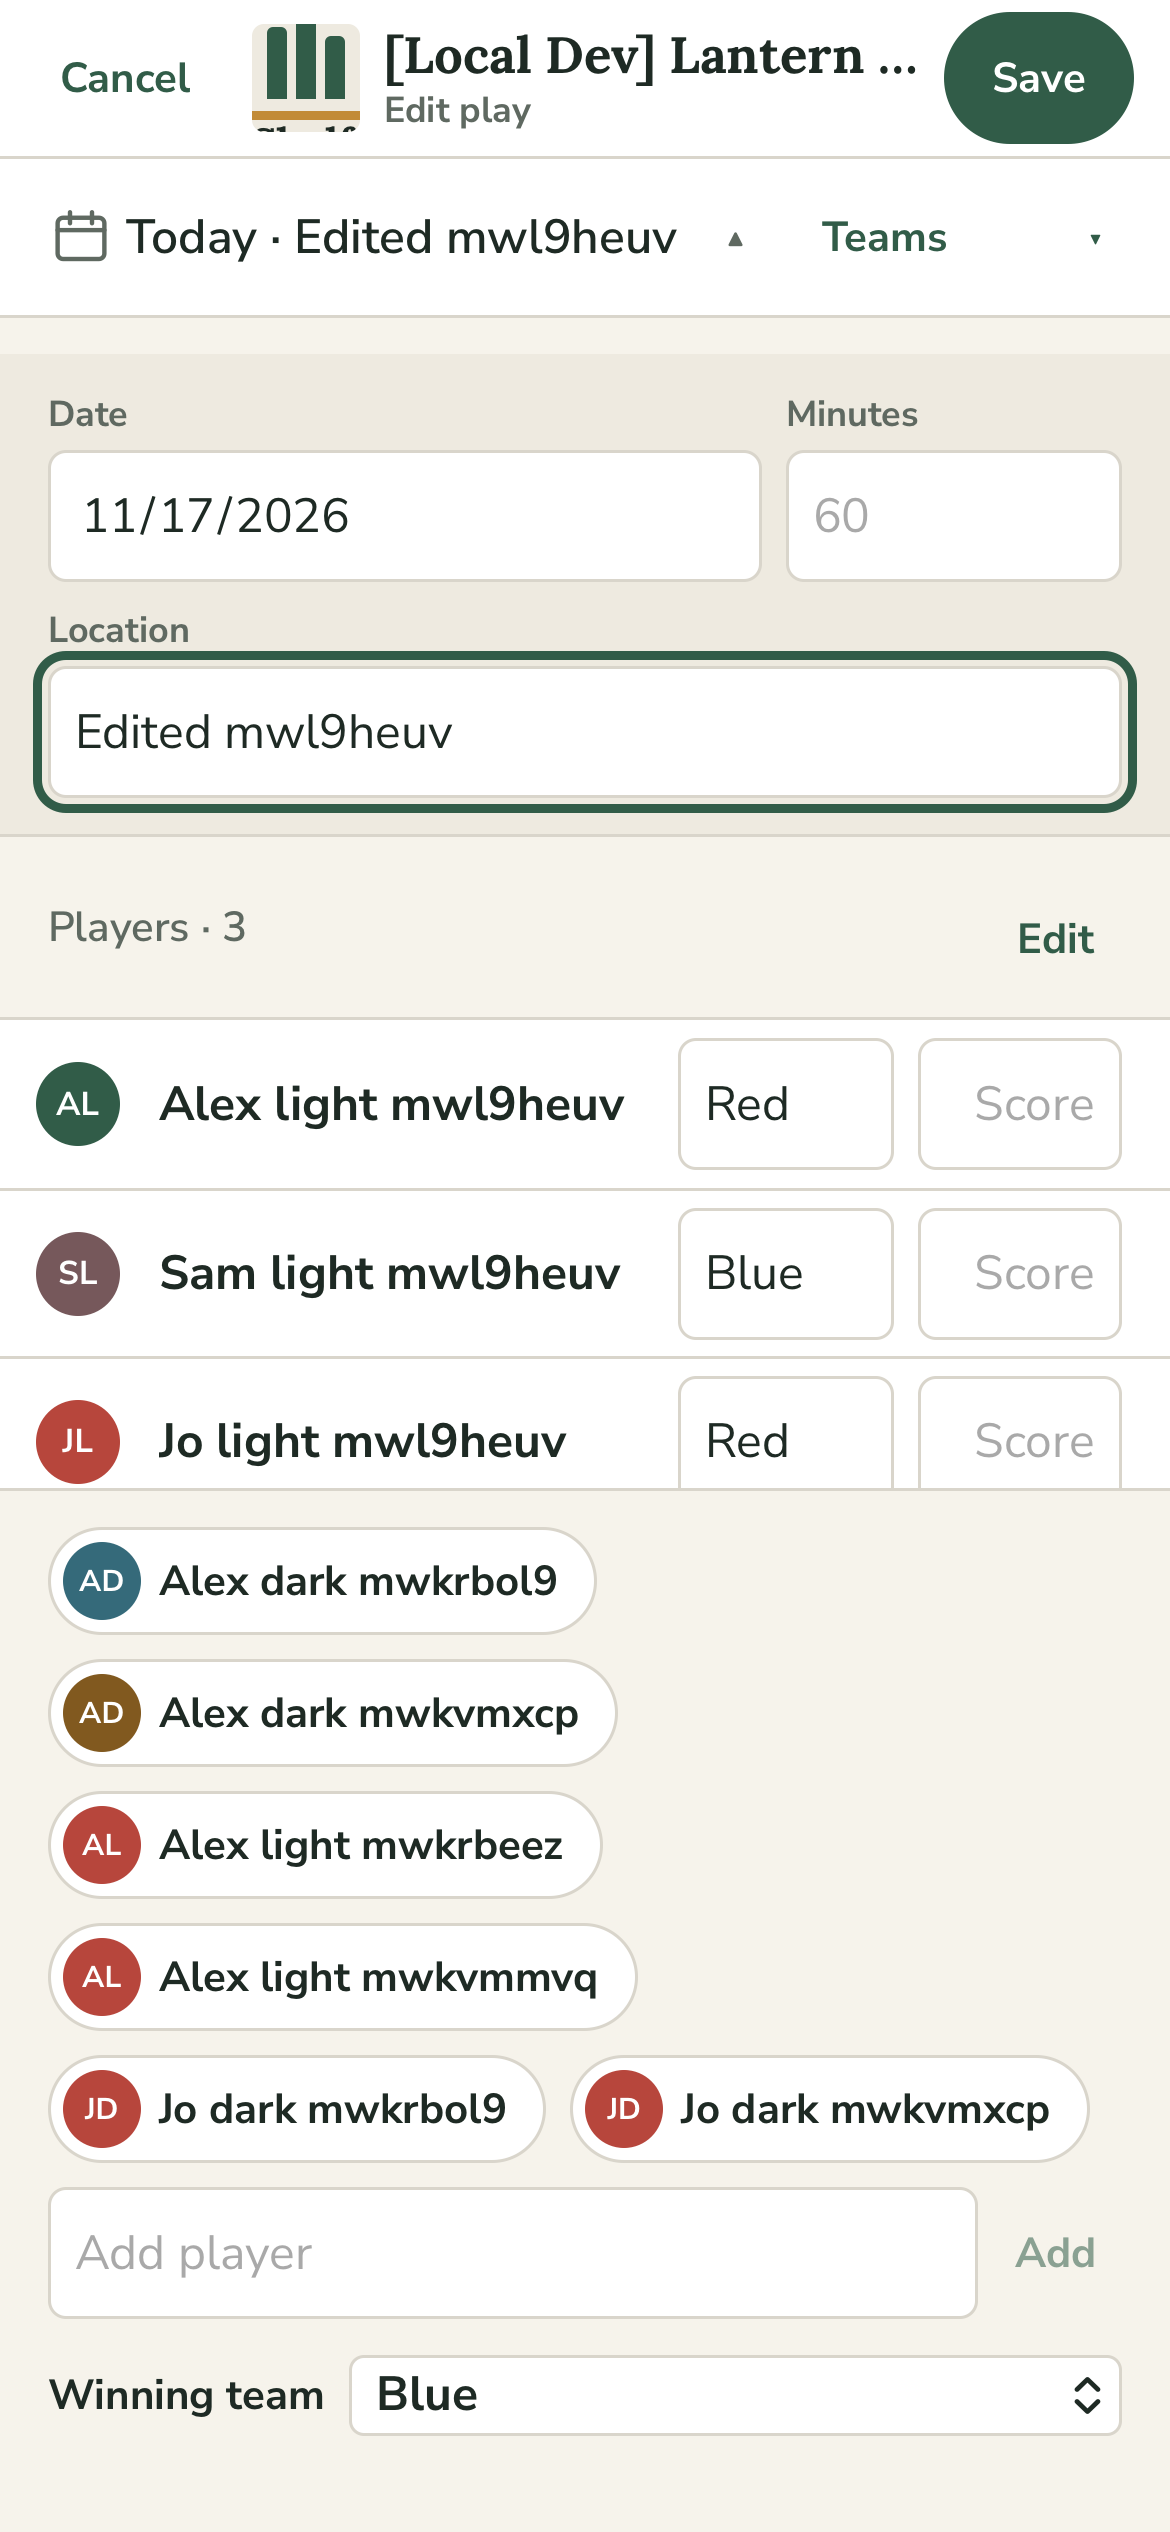 Cancel
[Local Dev] Lantern ...
Edit play
Save
Today · Edited mwl9heuv
Teams
Date
Minutes
11/17/2026
60
Location
Edited mwl9heuv
Players · 3
Edit
AL Alex light mwl9heuv Red Score
SL Sam light mwl9heuv Blue Score
JL Jo light mwl9heuv Red Score
AD Alex dark mwkrbol9
AD Alex dark mwkvmxcp
AL Alex light mwkrbeez
AL Alex light mwkvmmvq
JD Jo dark mwkrbol9
JD Jo dark mwkvmxcp
Add player
Add
Winning team
Blue